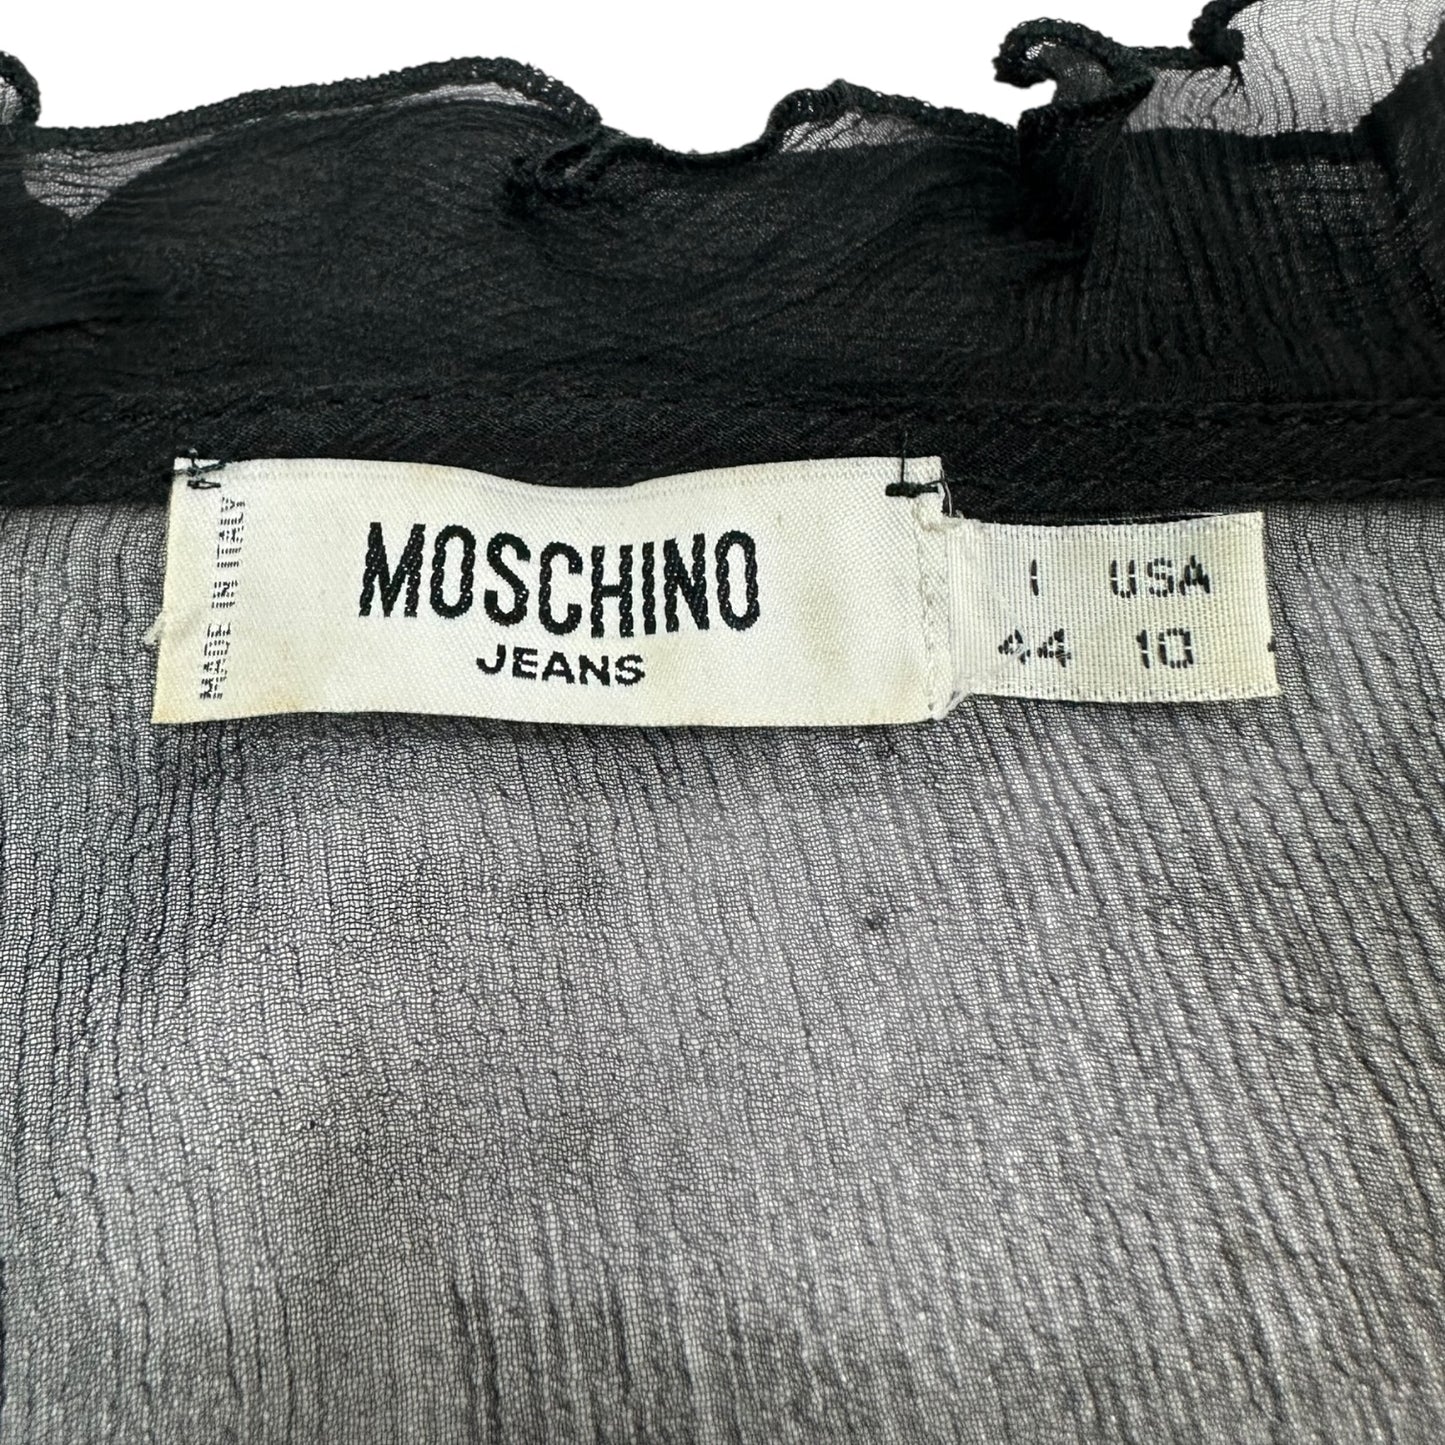 MADE IN ITALY
MOSCHINO
JEANS
I USA
44 10